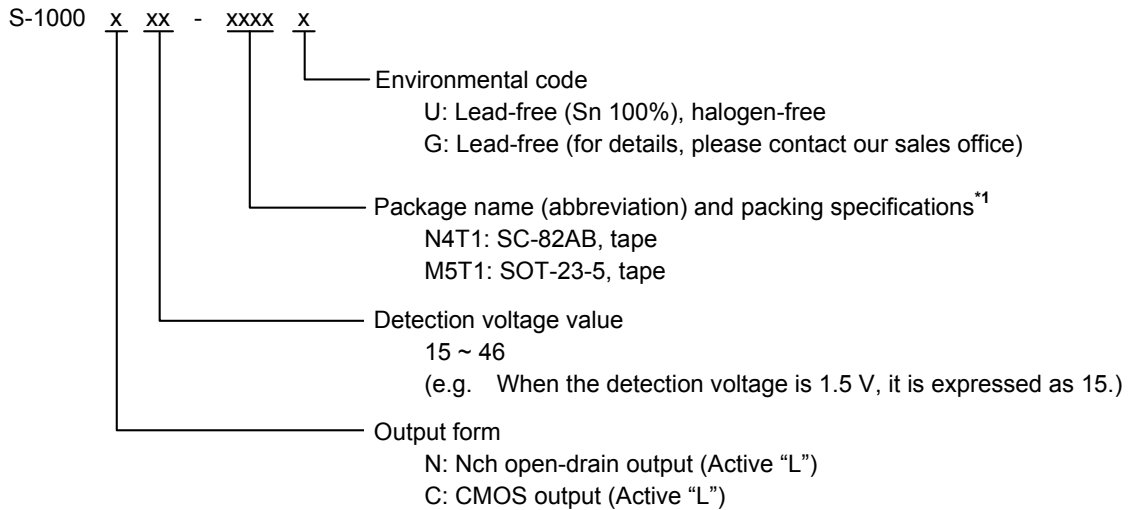 S-1000 x xx - xxxx x
Environmental code
U: Lead-free (Sn 100%), halogen-free
G: Lead-free (for details, please contact our sales office)
Package name (abbreviation) and packing specifications*1
N4T1: SC-82AB, tape
M5T1: SOT-23-5, tape
Detection voltage value
15 ~ 46
(e.g. When the detection voltage is 1.5 V, it is expressed as 15.)
Output form
N: Nch open-drain output (Active “L”)
C: CMOS output (Active “L”)